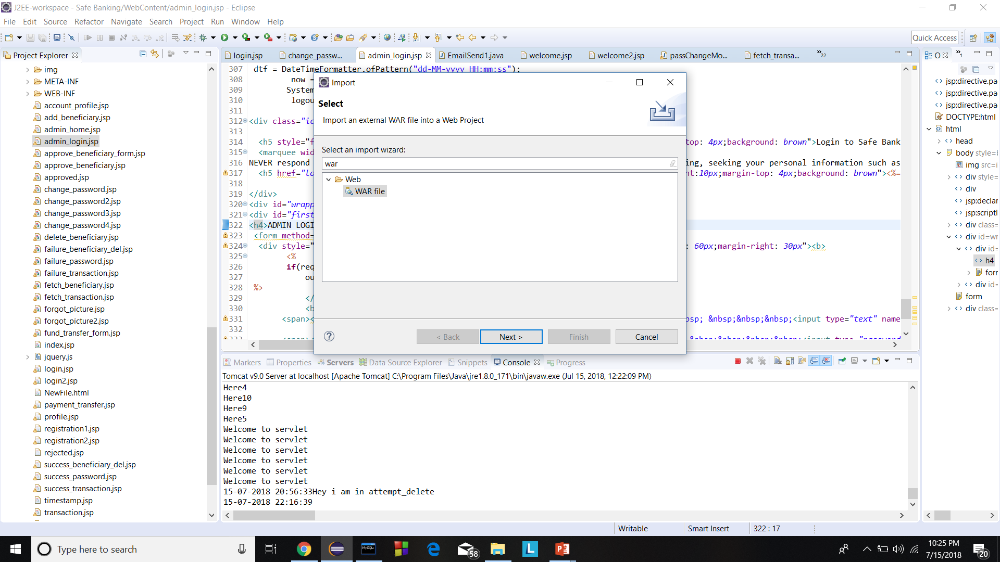 J2EE-workspace - Safe Banking/WebContent/admin_login.jsp - Eclipse
File Edit Source Refactor Navigate Search Project Run Window Help
Quick Access
Project Explorer
img
META-INF
WEB-INF
account_profile.jsp
add_beneficiary.jsp
admin_home.jsp
admin_login.jsp
approve_beneficiary_form.jsp
approve_beneficiary.jsp
approved.jsp
change_password.jsp
change_password2.jsp
change_password3.jsp
change_password4.jsp
delete_beneficiary.jsp
failure_beneficiary_del.jsp
failure_password.jsp
failure_transaction.jsp
fetch_beneficiary.jsp
fetch_transaction.jsp
forgot_picture.jsp
forgot_picture2.jsp
fund_transfer_form.jsp
index.jsp
jquery.js
login.jsp
login2.jsp
NewFile.html
payment_transfer.jsp
profile.jsp
registration1.jsp
registration2.jsp
rejected.jsp
success_beneficiary_del.jsp
success_password.jsp
success_transaction.jsp
timestamp.jsp
transaction.jsp
login.jsp change_passw... admin_login.jsp EmailSend1.java welcome.jsp welcome2.jsp passChangeMo... fetch_transa... »22
307 dtf = DateTimeFormatter.ofPattern("dd-MM-yyyy HH:mm:ss");
308 now =
309 System
310 logou
311
312 <div class="ic
313
314 <h5 style="f top: 4px;background: brown">Login to Safe Bank
315 <marquee wid
316 NEVER respond ing, seeking your personal information such as
317 <h5 href="lo ht:10px;margin-top: 4px;background: brown"><%=
318
319 </div>
320 <div id="wrapp
321 <div id="first
322 <h4>ADMIN LOGI
323 <form method=
324 <div style=" : 60px;margin-right: 30px"><b>
325 <%
326 if(req
327 ou
328 %>
329 </
330 <b
331 <span>< bsp; &nbsp;&nbsp;&nbsp;<input type="text" name
332
Import
Select
Import an external WAR file into a Web Project
Select an import wizard:
war
Web
WAR file
< Back Next > Finish Cancel
O »1
jsp:directive.pa
jsp:directive.pa
jsp:directive.pa
DOCTYPE:html
html
head
body style=
img src=i
div style=
div
jsp:declar
jsp:scriptl
div class=
div id=wr
div id=
h4
forr
div id=
form
div class=
Markers Properties Servers Data Source Explorer Snippets Console Progress
Tomcat v9.0 Server at localhost [Apache Tomcat] C:\Program Files\Java\jre1.8.0_171\bin\javaw.exe (Jul 15, 2018, 12:22:09 PM)
Here4
Here10
Here9
Here5
Welcome to servlet
Welcome to servlet
Welcome to servlet
Welcome to servlet
Welcome to servlet
Welcome to servlet
15-07-2018 20:56:33Hey i am in attempt_delete
15-07-2018 22:16:39
Writable Smart Insert 322 : 17
Type here to search
MySQL
58
L
10:25 PM
7/15/2018
20